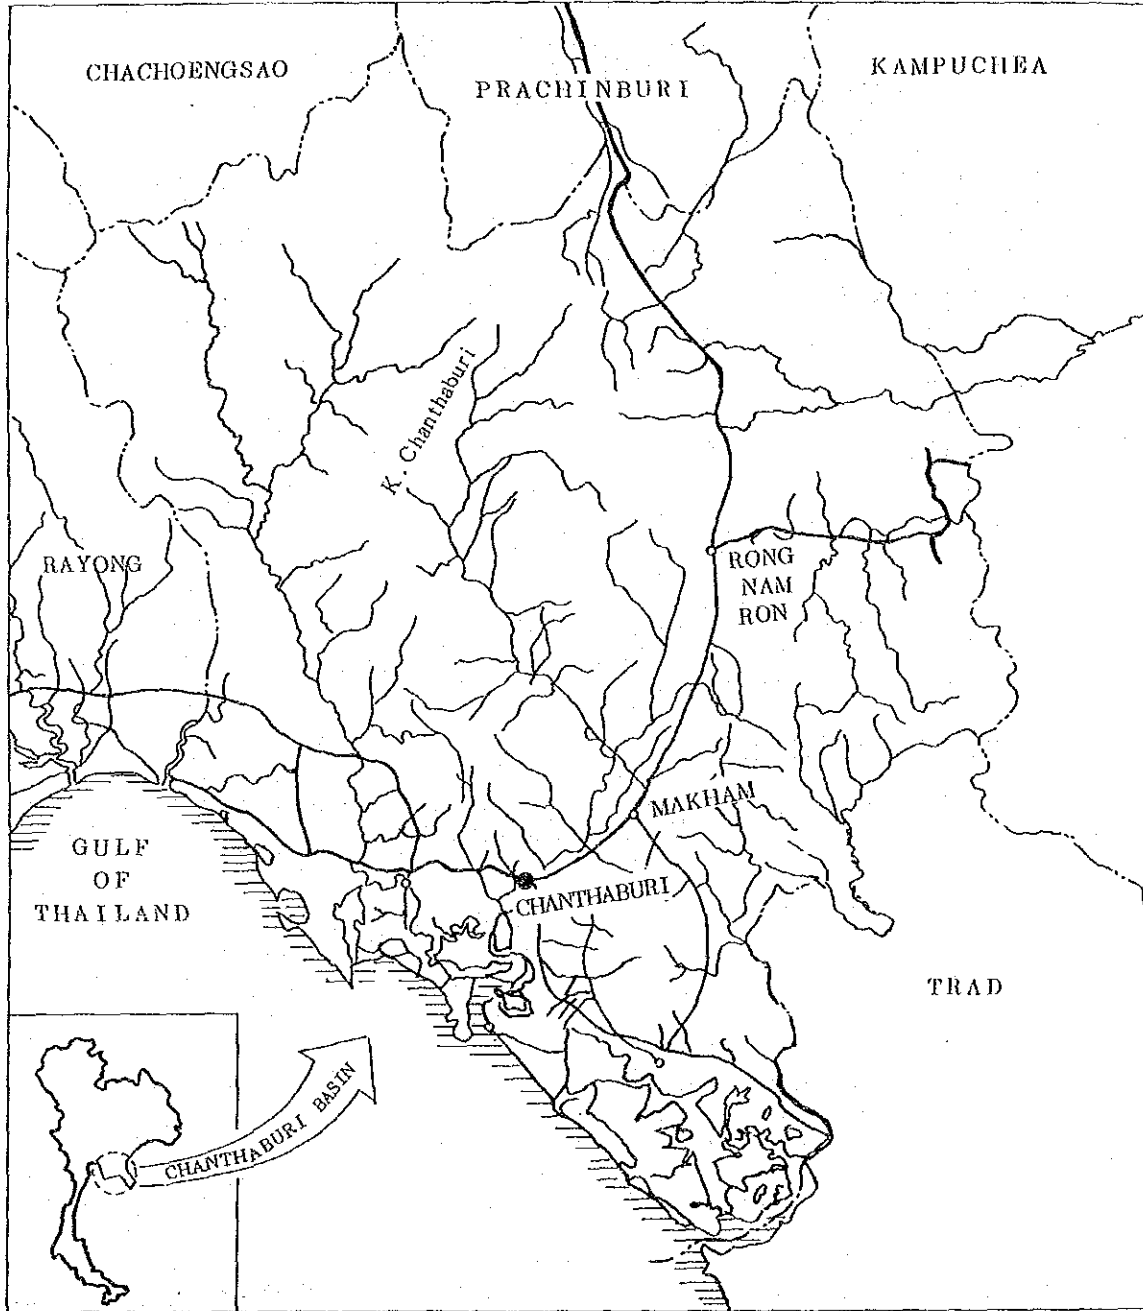 CHACHOENGSAO
PRACHINBURI
KAMPUCHEA
K. Chanthaburi
RAYONG
RONG
NAM
RON
MAKHAM
GULF
OF
THAILAND
CHANTHABURI
TRAD
CHANTHABURI BASIN